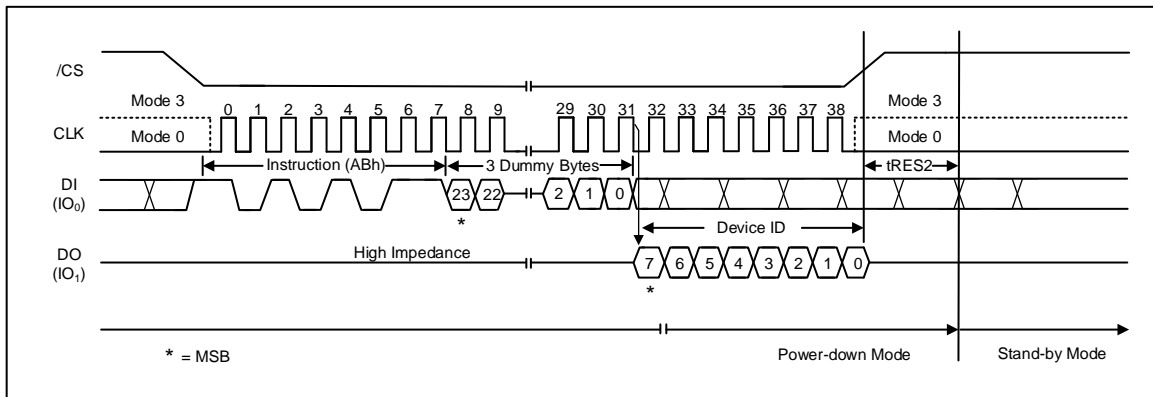 /CS
Mode 3 Mode 3
0 1 2 3 4 5 6 7 8 9 29 30 31 32 33 34 35 36 37 38
CLK Mode 0 Mode 0
Instruction (ABh) 3 Dummy Bytes tRES2
DI
(IO0)
23 22 2 1 0
*
Device ID
High Impedance
DO
(IO1)
7 6 5 4 3 2 1 0
*
* = MSB Power-down Mode Stand-by Mode